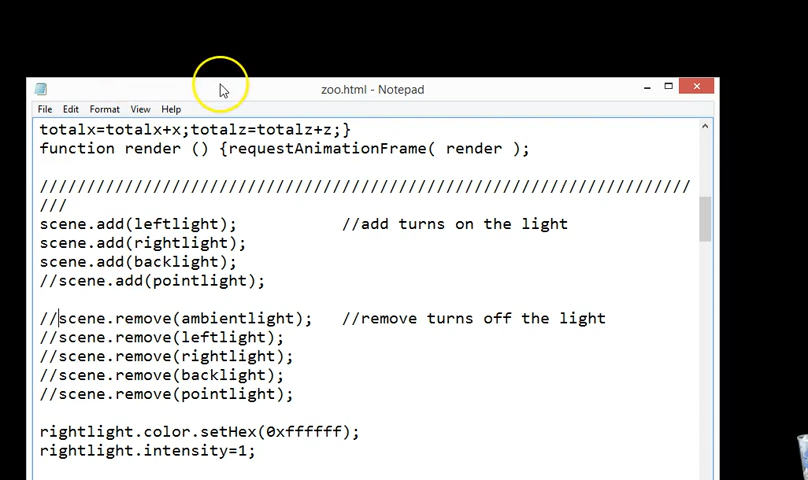 zoo.html - Notepad
File Edit Format View Help
totalx=totalx+x;totalz=totalz+z;}
function render () {requestAnimationFrame( render );
/////////////////////////////////////////////////////////////////////
///
scene.add(leftlight); //add turns on the light
scene.add(rightlight);
scene.add(backlight);
//scene.add(pointlight);
//scene.remove(ambientlight); //remove turns off the light
//scene.remove(leftlight);
//scene.remove(rightlight);
//scene.remove(backlight);
//scene.remove(pointlight);
rightlight.color.setHex(0xffffff);
rightlight.intensity=1;